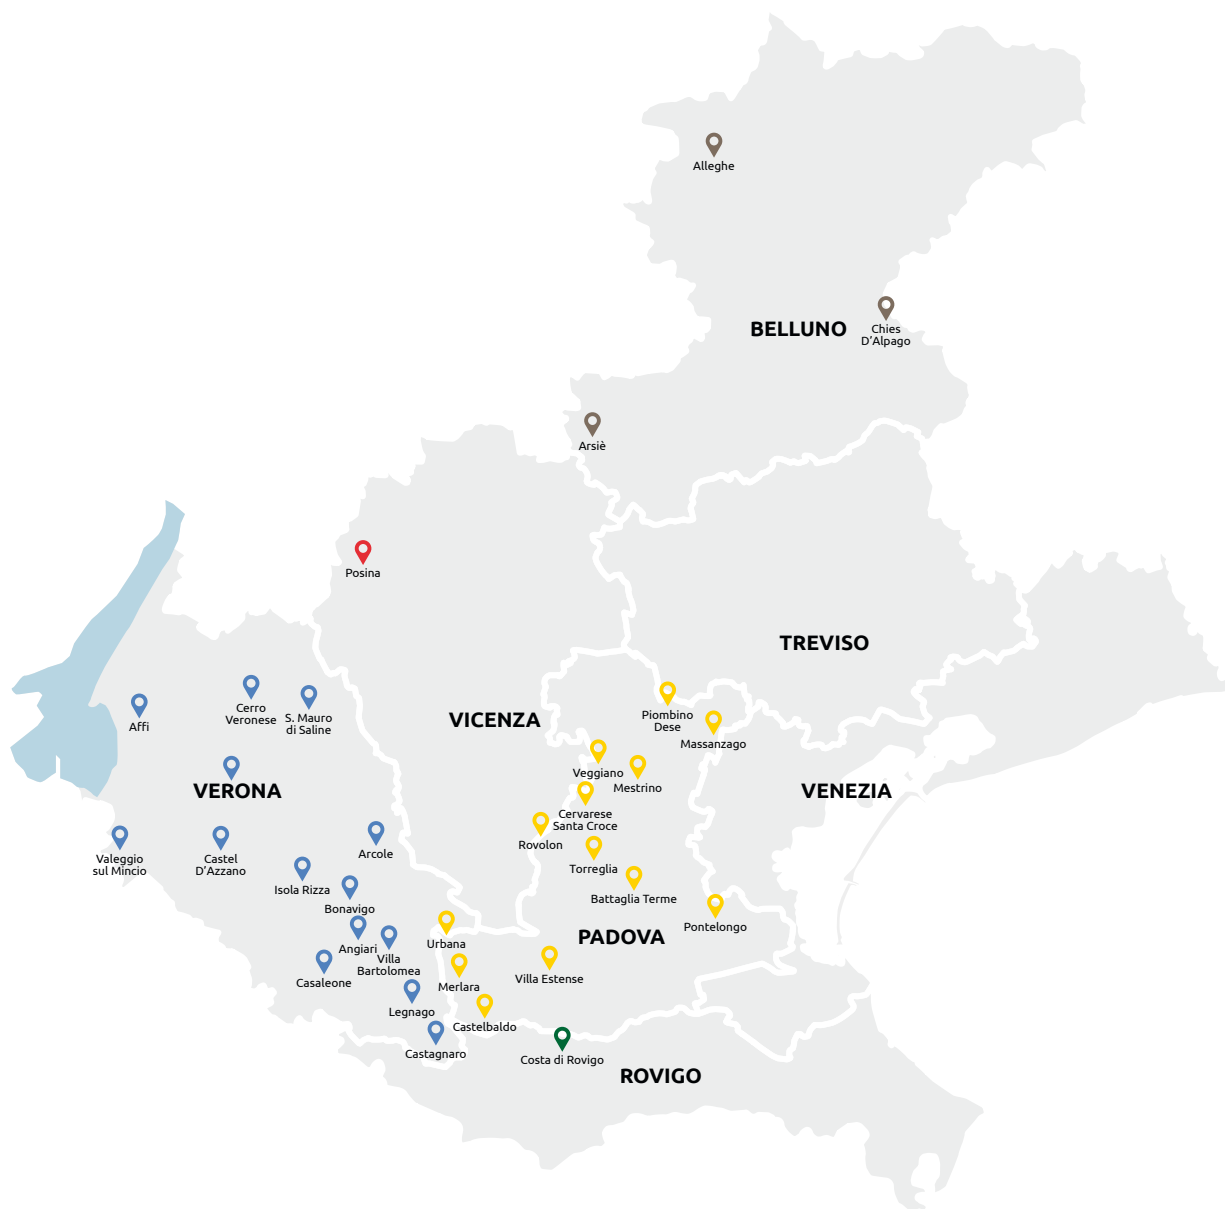 Alleghe
BELLUNO
Chies
D'Alpago
Arsiè
Posina
TREVISO
Cerro
Veronese
S. Mauro
di Saline
Affi
VICENZA
Piombino
Dese
Massanzago
Veggiano
Mestrino
VERONA
VENEZIA
Cervarese
Santa Croce
Rovolon
Arcole
Valeggio
sul Mincio
Castel
D'Azzano
Torreglia
Isola Rizza
Battaglia Terme
Bonavigo
Pontelongo
PADOVA
Urbana
Angiari
Villa
Bartolomea
Casaleone
Merlara
Villa Estense
Legnago
Castelbaldo
Castagnaro
Costa di Rovigo
ROVIGO